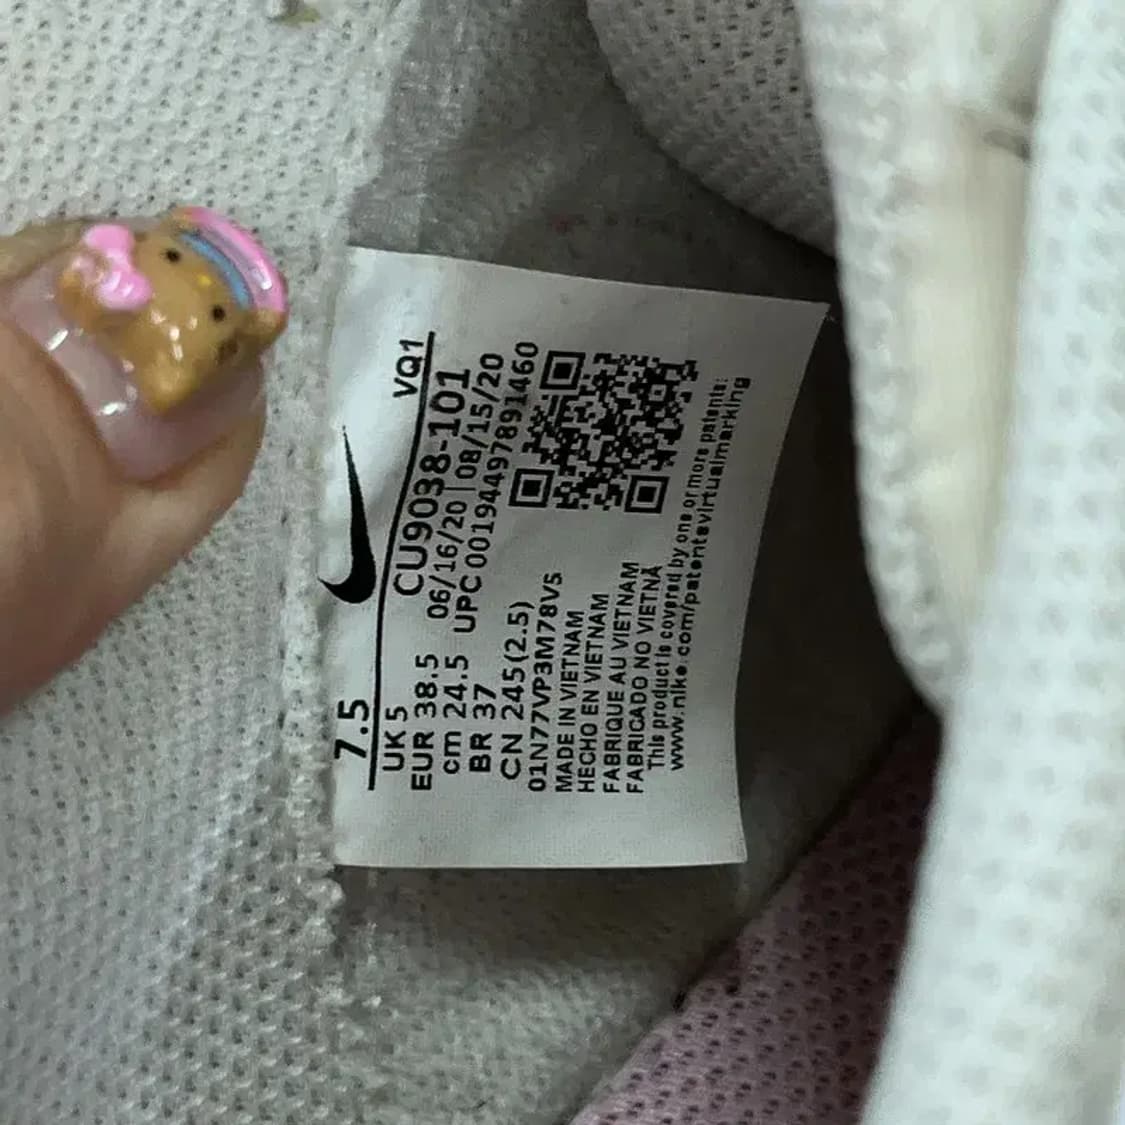 7.5
VQ1
UK 5
CU9038-101
EUR 38.5
06/16/20 | 08/15/20
cm 24.5
UPC 00194497891460
BR 37
CN 245(2.5)
01N77VP3M78VS
MADE IN VIETNAM
HECHO EN VIETNAM
FABRIQUE AU VIETNAM
FABRICADO NO VIETNÃ
This product is covered by one or more patents:
www.nike.com/patentsvirtualmarking